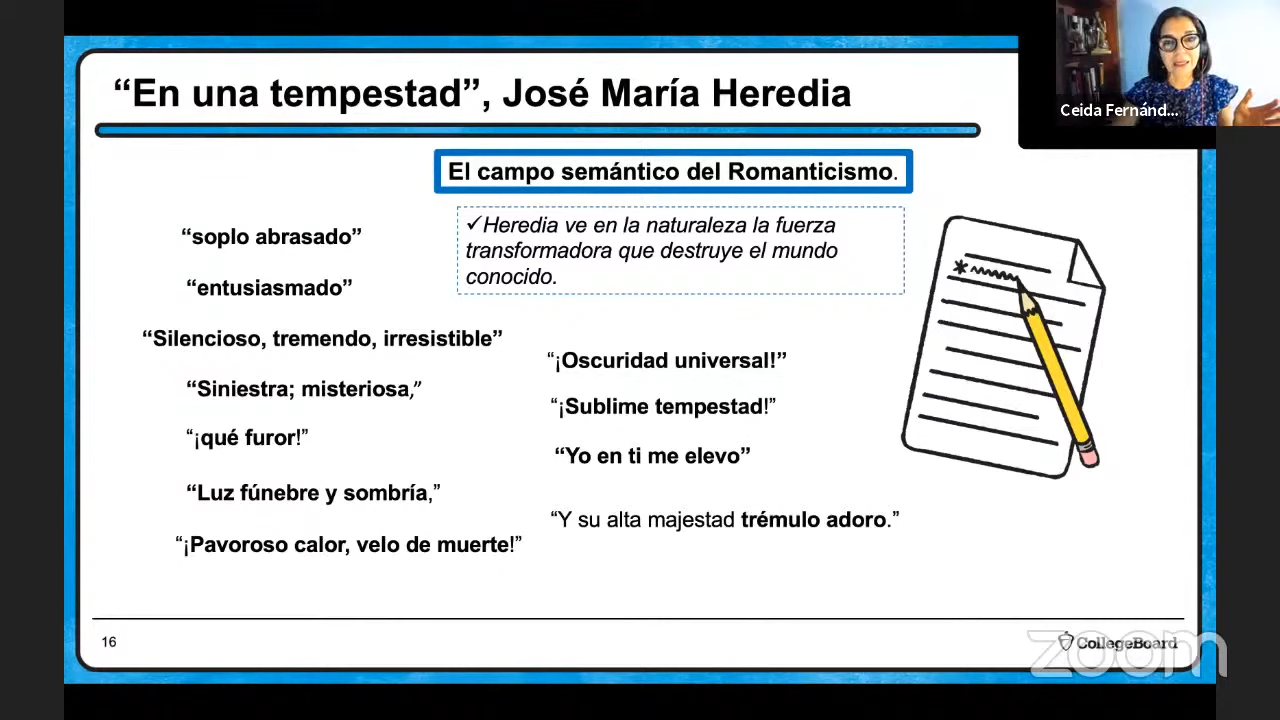 “En una tempestad”, José María Heredia
Ceida Fernánd...
El campo semántico del Romanticismo.
✓Heredia ve en la naturaleza la fuerza
transformadora que destruye el mundo
conocido.
“soplo abrasado”
“entusiasmado”
“Silencioso, tremendo, irresistible”
“Siniestra; misteriosa,”
“¡qué furor!”
“Luz fúnebre y sombría,”
“¡Pavoroso calor, velo de muerte!”
“¡Oscuridad universal!”
“¡Sublime tempestad!”
“Yo en ti me elevo”
“Y su alta majestad trémulo adoro.”
16
CollegeBoard
zoom